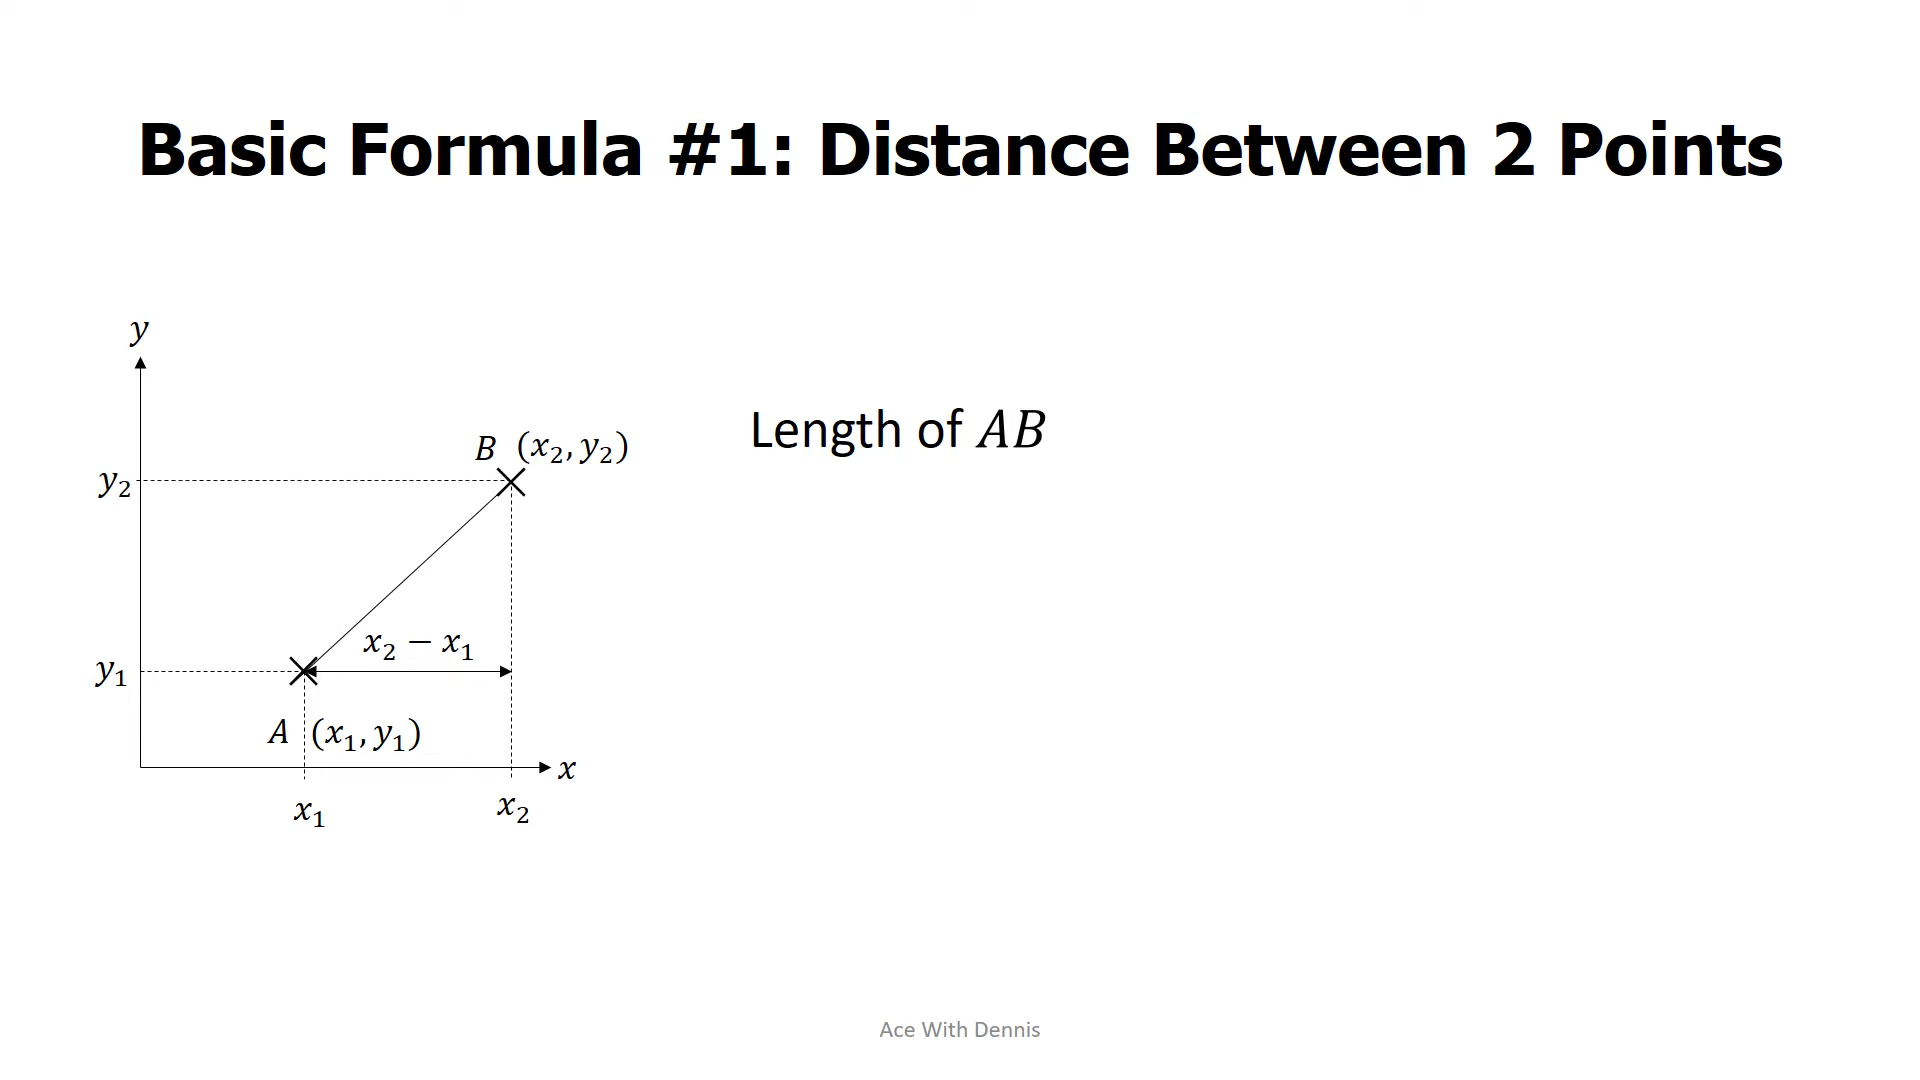 Basic Formula #1: Distance Between 2 Points
y
Length of AB
B (x₂, y₂)
y₂
x₂ − x₁
y₁
A (x₁, y₁)
x
x₁
x₂
Ace With Dennis